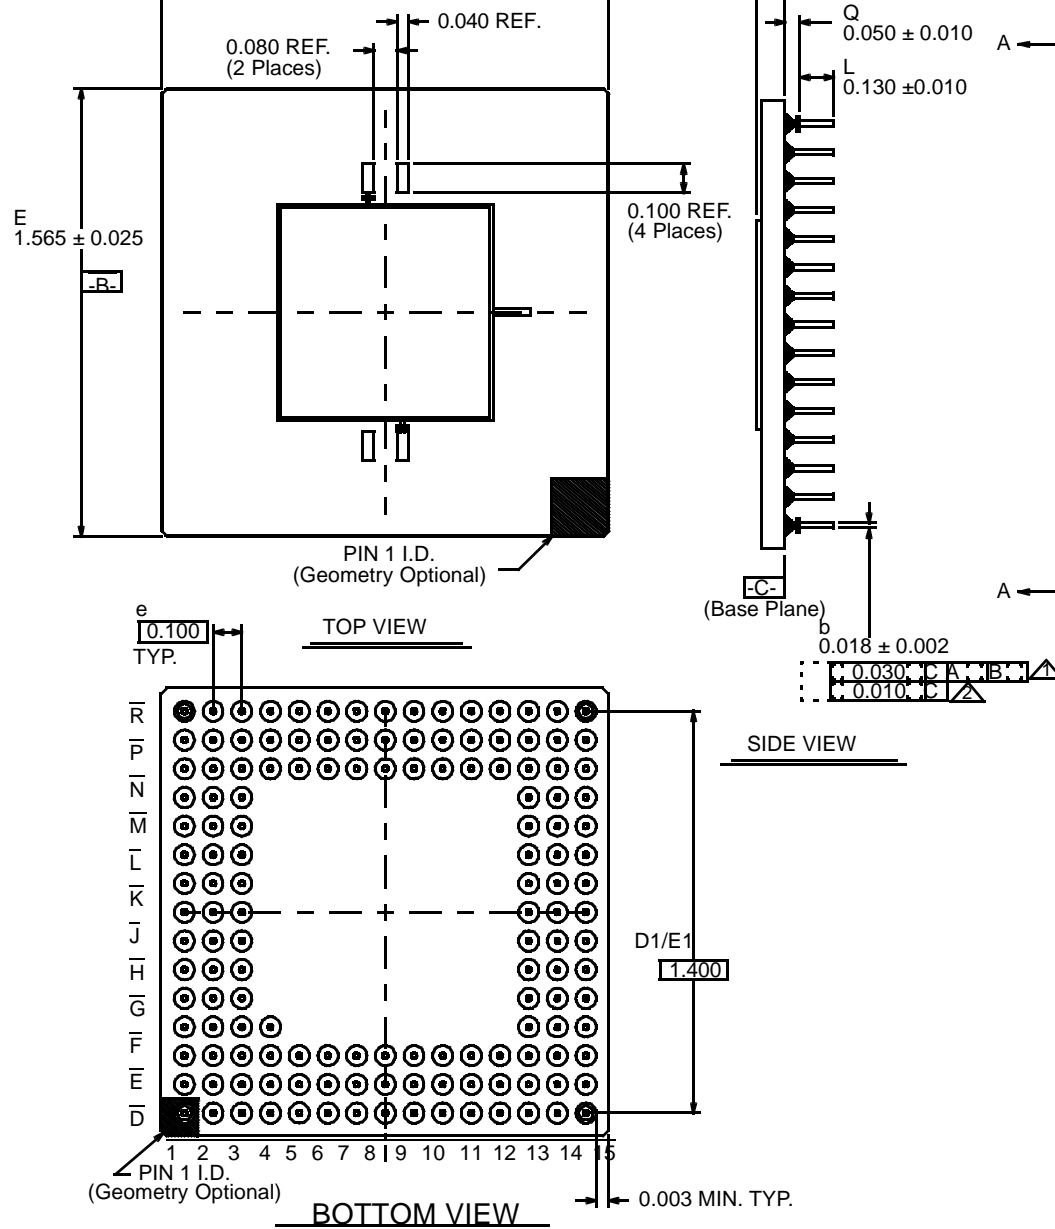 0.040 REF.
0.080 REF.
(2 Places)
Q
0.050 ± 0.010
A
L
0.130 ±0.010
E
1.565 ± 0.025
-B-
0.100 REF.
(4 Places)
PIN 1 I.D.
(Geometry Optional)
-C-
(Base Plane)
A
e
0.100
TYP.
TOP VIEW
b
0.018 ± 0.002
0.030 C A B 1
0.010 C 2
SIDE VIEW
R
P
N
M
L
K
J
H
G
F
E
D
D1/E1
1.400
1 2 3 4 5 6 7 8 9 10 11 12 13 14 15
PIN 1 I.D.
(Geometry Optional)
0.003 MIN. TYP.
BOTTOM VIEW